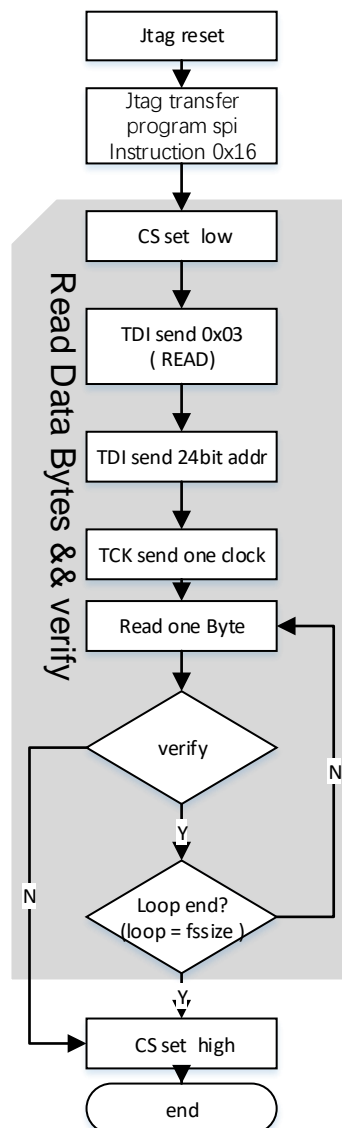 Jtag reset
Jtag transfer
program spi
Instruction 0x16
CS set low
Read Data Bytes && verify
TDI send 0x03
( READ)
TDI send 24bit addr
TCK send one clock
Read one Byte
verify
N
Y
N
Loop end?
(loop = fssize )
Y
CS set high
end